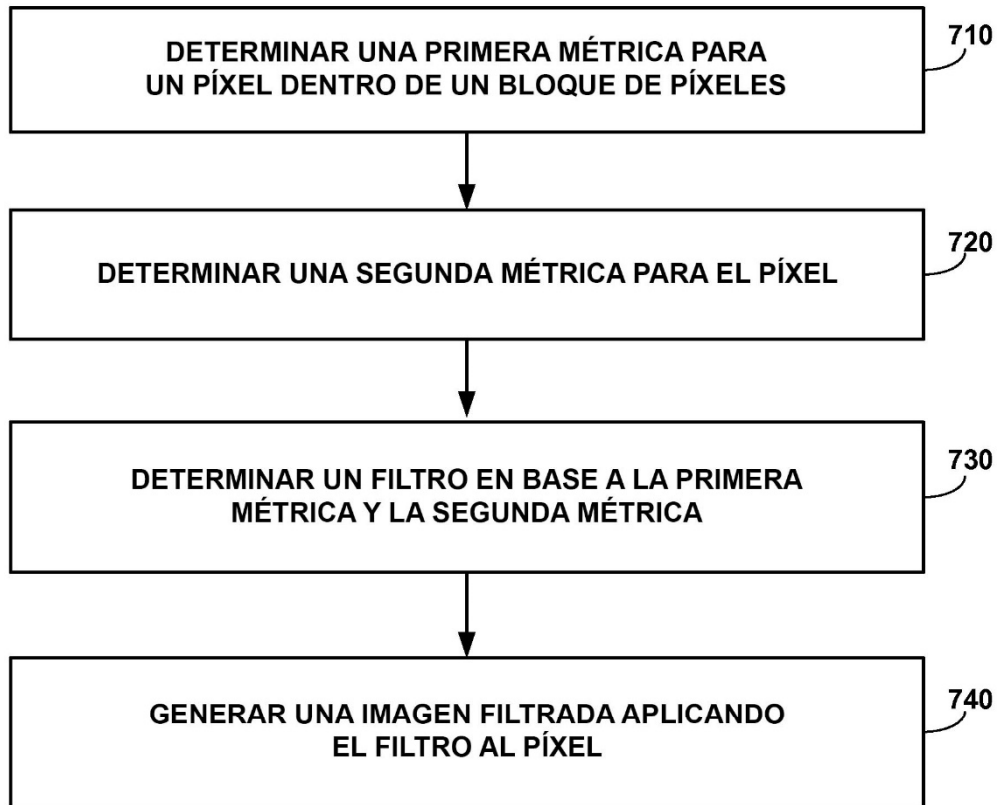 DETERMINAR UNA PRIMERA MÉTRICA PARA
UN PÍXEL DENTRO DE UN BLOQUE DE PÍXELES
710
DETERMINAR UNA SEGUNDA MÉTRICA PARA EL PÍXEL
720
DETERMINAR UN FILTRO EN BASE A LA PRIMERA
MÉTRICA Y LA SEGUNDA MÉTRICA
730
GENERAR UNA IMAGEN FILTRADA APLICANDO
EL FILTRO AL PÍXEL
740